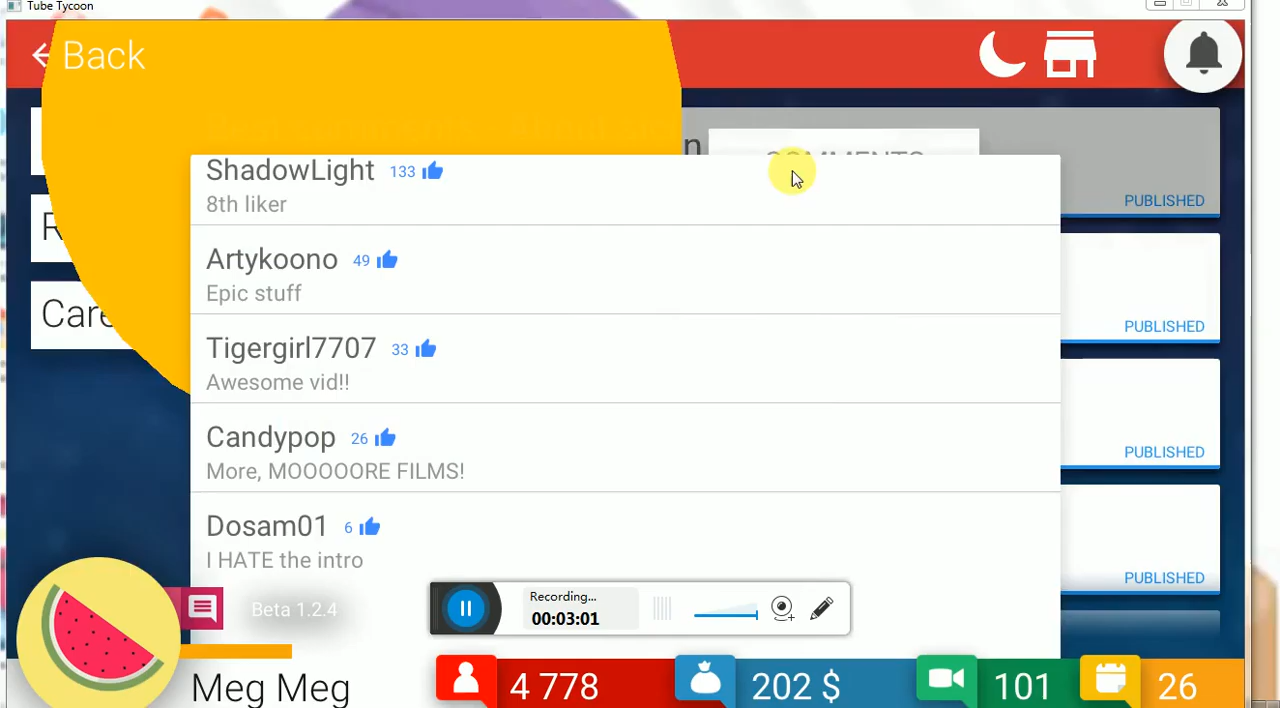 Tube Tycoon
Back
n
COMMENTS
PUBLISHED
ShadowLight 133
8th liker
R
Artykoono 49
Epic stuff
PUBLISHED
Care
Tigergirl7707 33
Awesome vid!!
Candypop 26
More, MOOOOORE FILMS!
PUBLISHED
Dosam01 6
I HATE the intro
PUBLISHED
Beta 1.2.4
Recording...
00:03:01
Meg Meg
4 778
202 $
101
26